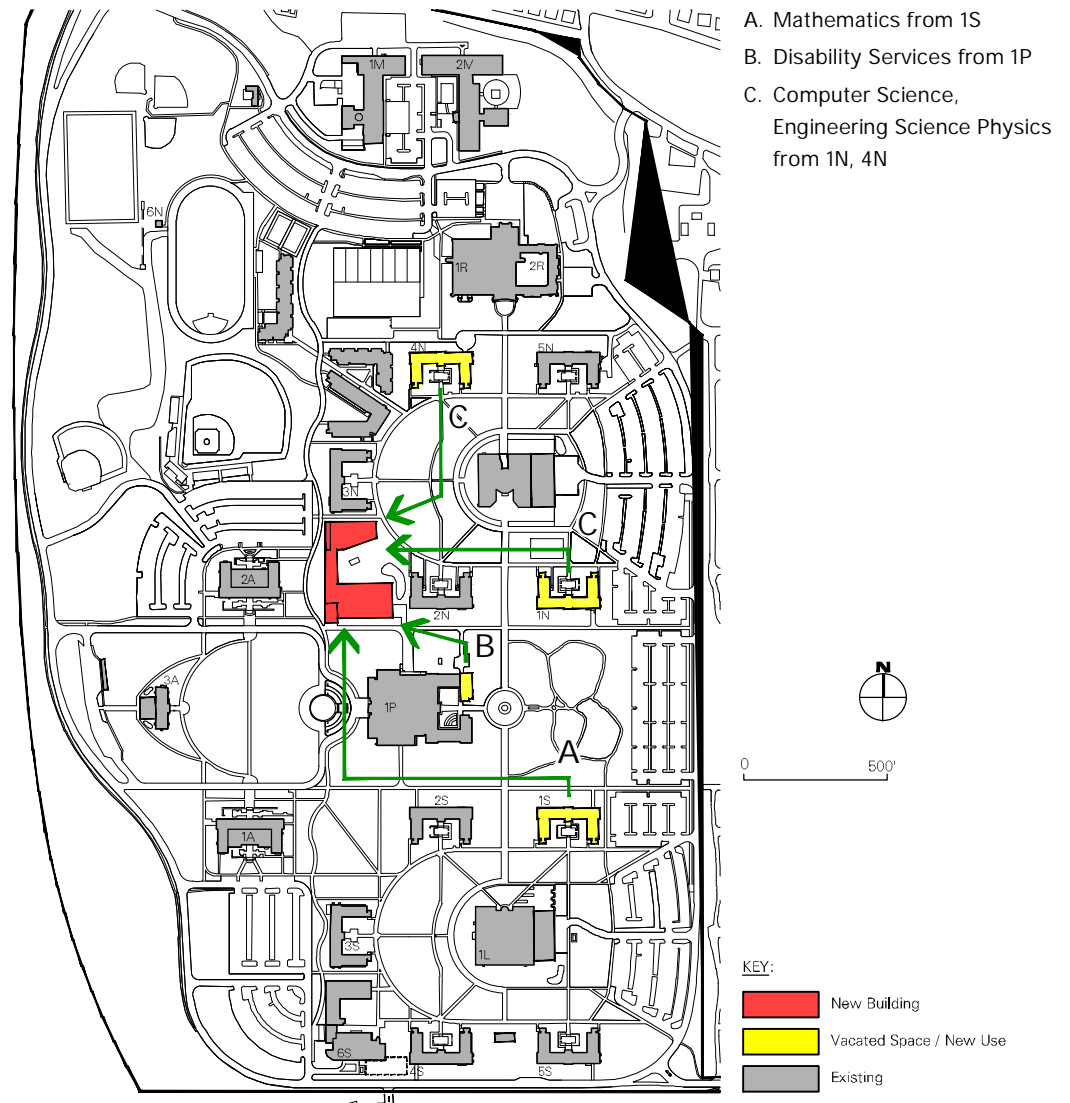 A. Mathematics from 1S
B. Disability Services from 1P
C. Computer Science,
Engineering Science Physics
from 1N, 4N
1M
2M
6N
1R
2R
4N
5N
C
3N
C
2A
2N
1N
B
3A
1P
N
A
0
500'
2S
1S
1A
3S
1L
6S
4S
5S
KEY:
New Building
Vacated Space / New Use
Existing